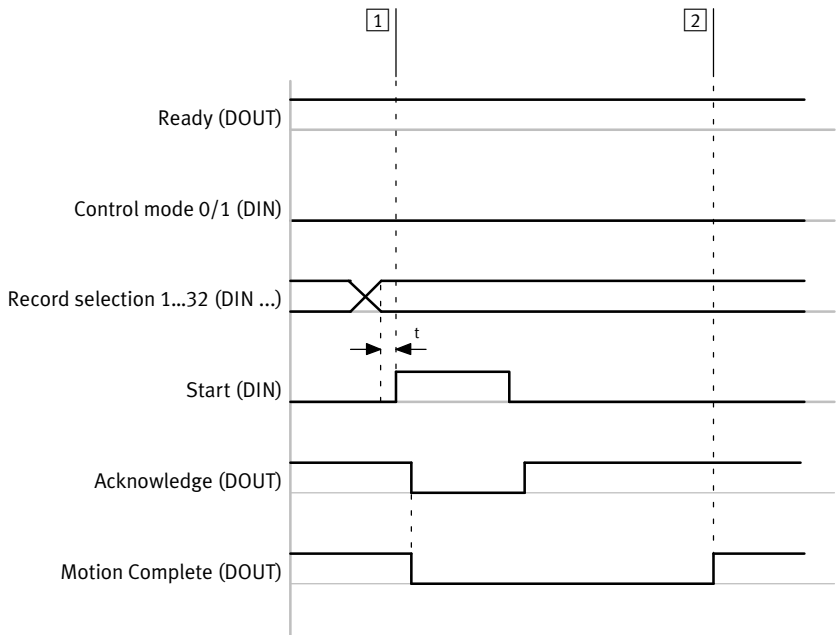 1
2
Ready (DOUT)
Control mode 0/1 (DIN)
Record selection 1...32 (DIN ...)
t
Start (DIN)
Acknowledge (DOUT)
Motion Complete (DOUT)